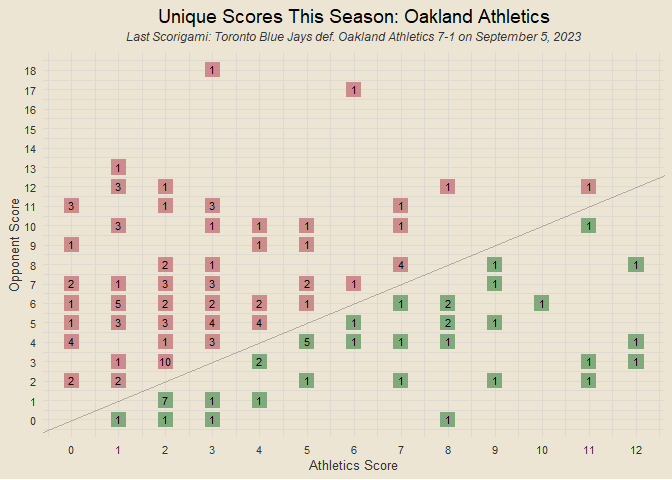 Unique Scores This Season: Oakland Athletics
Last Scorigami: Toronto Blue Jays def. Oakland Athletics 7-1 on September 5, 2023
Opponent Score
18 1
17 1
16
15
14
13 1
12 3 1 1 1
11 3 1 3 1
10 3 1 1 1 1 1
9 1 1 1
8 2 1 4 1 1
7 2 1 3 3 2 1 1
6 1 5 2 2 2 1 1 2 1
5 1 3 3 4 4 1 2 1
4 4 1 3 5 1 1 1 1
3 1 10 2 1 1
2 2 2 1 1 1 1
1 7 1 1
0 1 1 1 1
0 1 2 3 4 5 6 7 8 9 10 11 12
Athletics Score